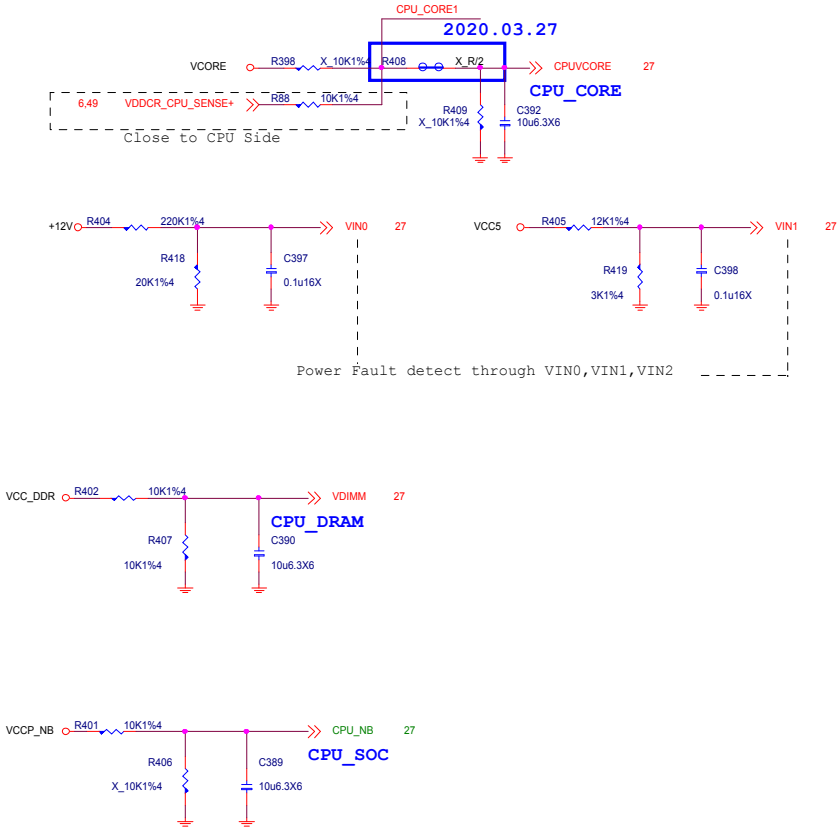 CPU_CORE1
2020.03.27
VCORE R398 X_10K1%4 R408 X_R/2 CPUVCORE 27
CPU_CORE
6,49 VDDCR_CPU_SENSE+ R88 10K1%4
R409 C392
X_10K1%4 10u6.3X6
Close to CPU Side
+12V R404 220K1%4 VIN0 27
VCC5 R405 12K1%4 VIN1 27
R418 C397
20K1%4 0.1u16X
R419 C398
3K1%4 0.1u16X
Power Fault detect through VIN0,VIN1,VIN2
VCC_DDR R402 10K1%4 VDIMM 27
CPU_DRAM
R407 C390
10K1%4 10u6.3X6
VCCP_NB R401 10K1%4 CPU_NB 27
CPU_SOC
R406 C389
X_10K1%4 10u6.3X6